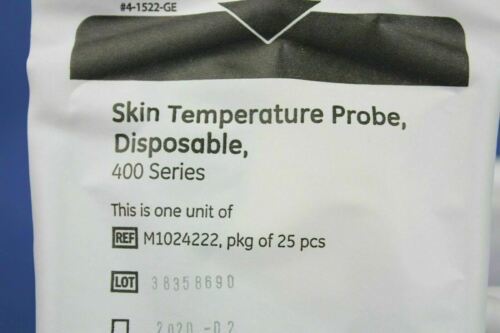 #4-1522-GE
Skin Temperature Probe,
Disposable,
400 Series
This is one unit of
REF M1024222, pkg of 25 pcs
LOT 38358690
2020-02